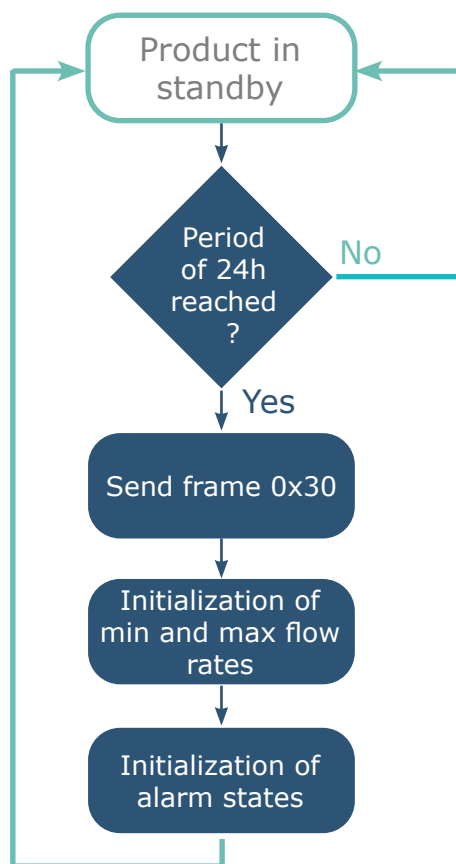 Product in
standby
Period
of 24h
reached
?
No
Yes
Send frame 0x30
Initialization of
min and max flow
rates
Initialization of
alarm states